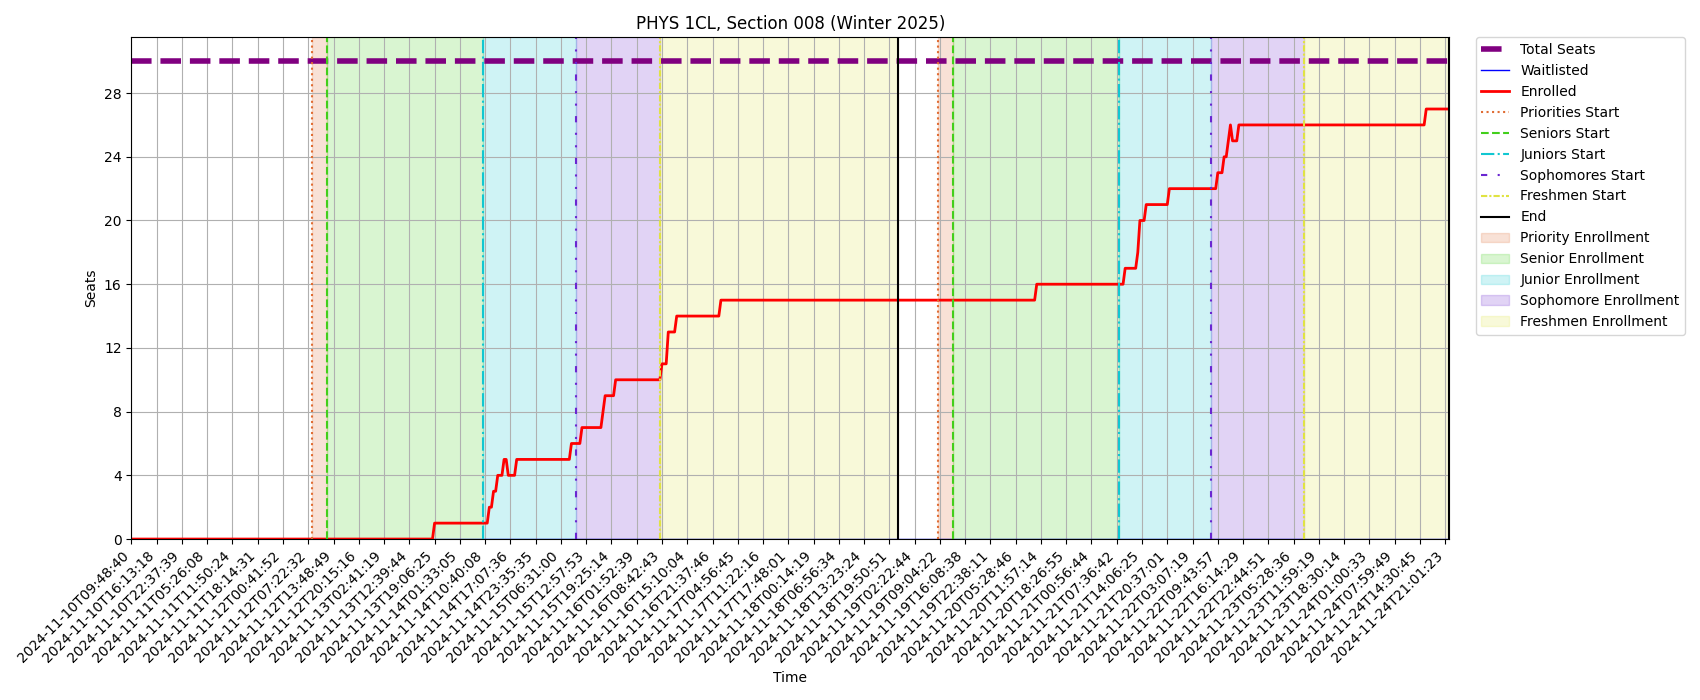 PHYS 1CL, Section 008 (Winter 2025)
Total Seats
Waitlisted
Enrolled
Priorities Start
Seniors Start
Juniors Start
Sophomores Start
Freshmen Start
End
Priority Enrollment
Senior Enrollment
Junior Enrollment
Sophomore Enrollment
Freshmen Enrollment
Seats
28
24
20
16
12
8
4
0
2024-11-10T09:48:40
2024-11-10T16:13:18
2024-11-10T22:37:39
2024-11-11T05:26:08
2024-11-11T11:50:24
2024-11-11T18:14:31
2024-11-12T00:41:52
2024-11-12T07:22:32
2024-11-12T13:48:49
2024-11-12T20:15:16
2024-11-13T02:41:19
2024-11-13T12:39:44
2024-11-13T19:06:25
2024-11-14T01:33:05
2024-11-14T10:40:08
2024-11-14T17:07:36
2024-11-14T23:35:35
2024-11-15T06:31:00
2024-11-15T12:57:53
2024-11-15T19:25:14
2024-11-16T01:52:39
2024-11-16T08:42:43
2024-11-16T15:10:04
2024-11-16T21:37:46
2024-11-17T04:56:45
2024-11-17T11:22:16
2024-11-17T17:48:01
2024-11-18T00:14:19
2024-11-18T06:56:34
2024-11-18T13:23:24
2024-11-18T19:50:51
2024-11-19T02:22:44
2024-11-19T09:04:22
2024-11-19T16:08:38
2024-11-19T22:38:11
2024-11-20T05:28:46
2024-11-20T11:57:14
2024-11-20T18:26:55
2024-11-21T00:56:44
2024-11-21T07:36:42
2024-11-21T14:06:25
2024-11-21T20:37:01
2024-11-22T03:07:19
2024-11-22T09:43:57
2024-11-22T16:14:29
2024-11-22T22:44:51
2024-11-23T05:28:36
2024-11-23T11:59:19
2024-11-23T18:30:14
2024-11-24T01:00:33
2024-11-24T07:59:49
2024-11-24T14:30:45
2024-11-24T21:01:23
Time